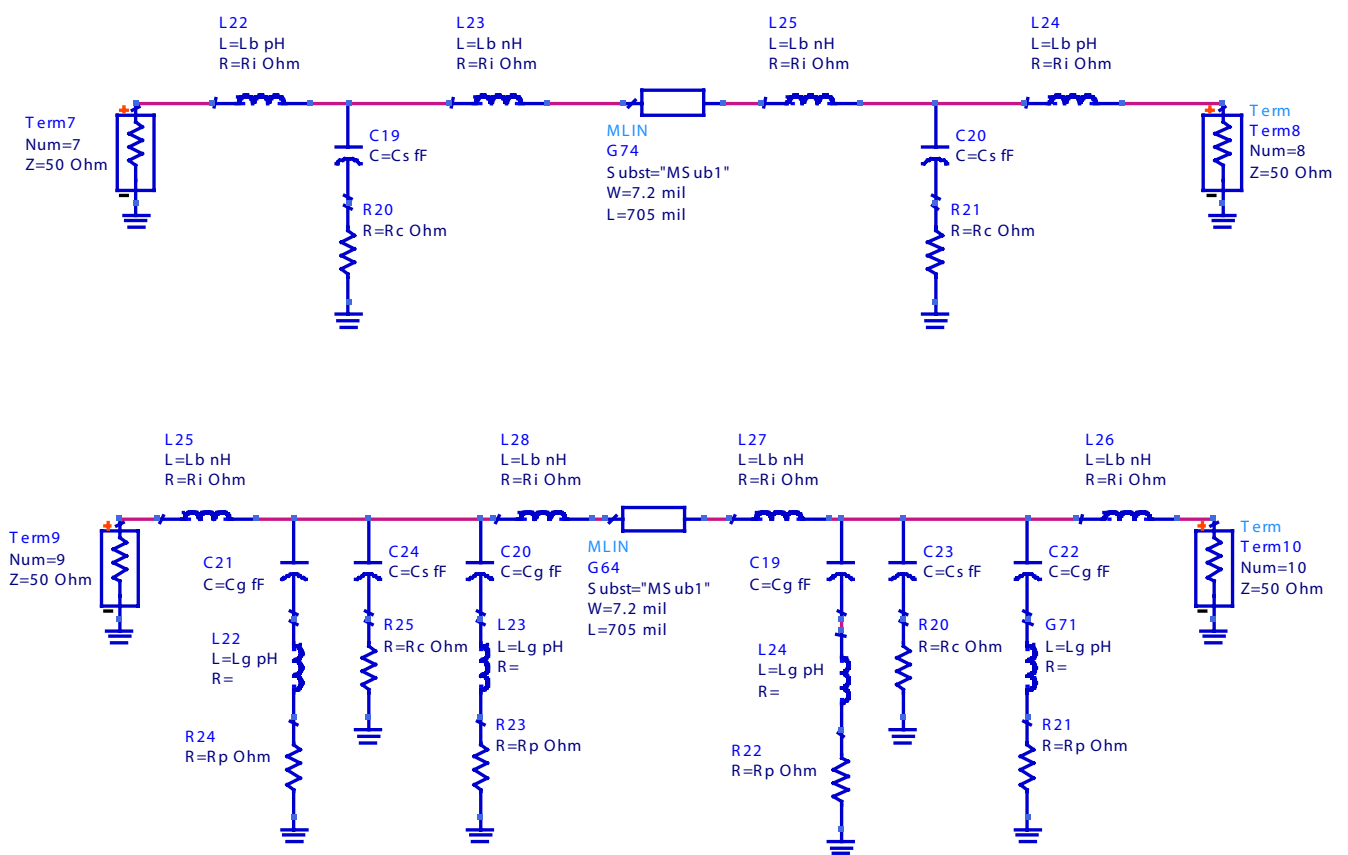 L22
L=Lb pH
R=Ri Ohm
L23
L=Lb nH
R=Ri Ohm
L25
L=Lb nH
R=Ri Ohm
L24
L=Lb pH
R=Ri Ohm
Term7
Num=7
Z=50 Ohm
C19
C=Cs fF
R20
R=Rc Ohm
MLIN
G74
Subst="MSub1"
W=7.2 mil
L=705 mil
C20
C=Cs fF
R21
R=Rc Ohm
Term
Term8
Num=8
Z=50 Ohm
L25
L=Lb nH
R=Ri Ohm
L28
L=Lb nH
R=Ri Ohm
L27
L=Lb nH
R=Ri Ohm
L26
L=Lb nH
R=Ri Ohm
Term9
Num=9
Z=50 Ohm
C21
C=Cg fF
L22
L=Lg pH
R=
R24
R=Rp Ohm
C24
C=Cs fF
R25
R=Rc Ohm
C20
C=Cg fF
L23
L=Lg pH
R=
R23
R=Rp Ohm
MLIN
G64
Subst="MSub1"
W=7.2 mil
L=705 mil
C19
C=Cg fF
L24
L=Lg pH
R=
R22
R=Rp Ohm
C23
C=Cs fF
R20
R=Rc Ohm
C22
C=Cg fF
G71
L=Lg pH
R=
R21
R=Rp Ohm
Term
Term10
Num=10
Z=50 Ohm